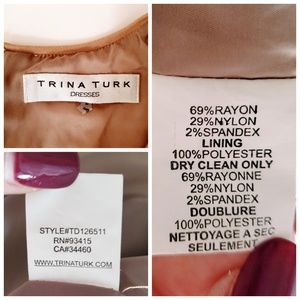 TRINA TURK
DRESSES
STYLE#TD126511
RN#93415
CA#34460
WWW.TRINATURK.COM
69%RAYON
29%NYLON
2%SPANDEX
LINING
100%POLYESTER
DRY CLEAN ONLY
69%RAYONNE
29%NYLON
2%SPANDEX
DOUBLURE
100%POLYESTER
NETTOYAGE A SEC
SEULEMENT